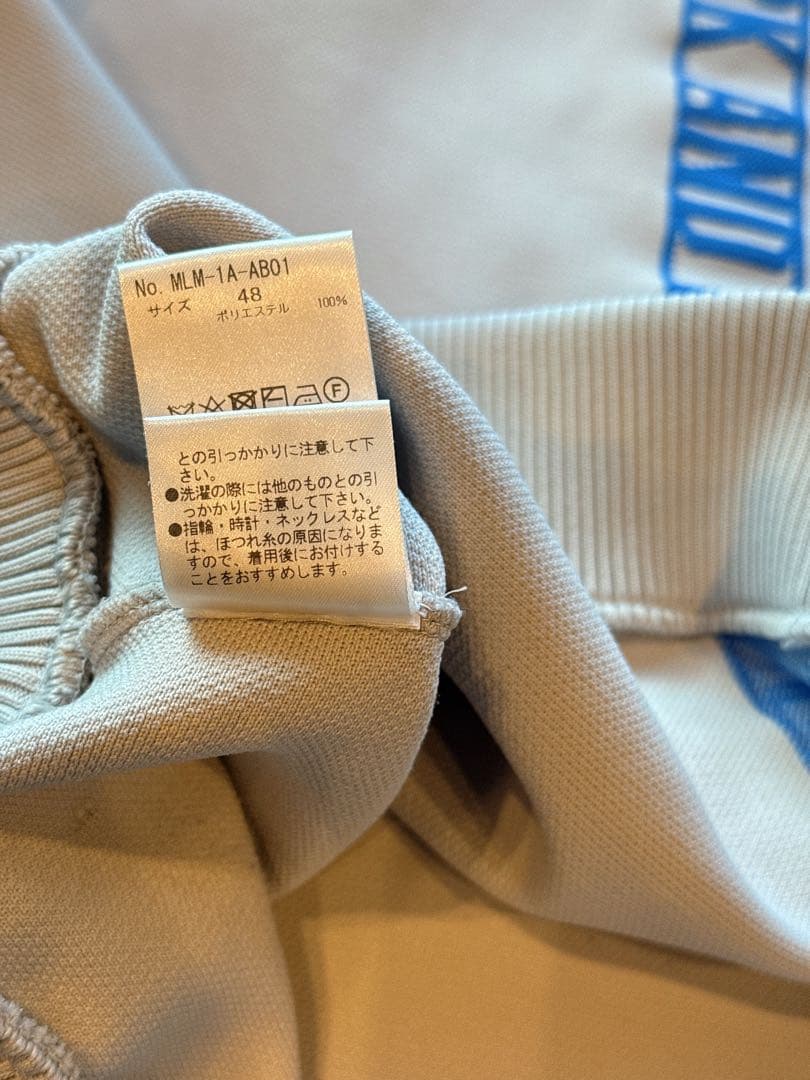 No. MLM-1A-AB01
サイズ 48
ポリエステル 100%
F
との引っかかりに注意して下
さい。
●洗濯の際には他のものとの引
っかかりに注意して下さい。
●指輪・時計・ネックレスなど
は、ほつれ糸の原因になりま
すので、着用後にお付けする
ことをおすすめします。